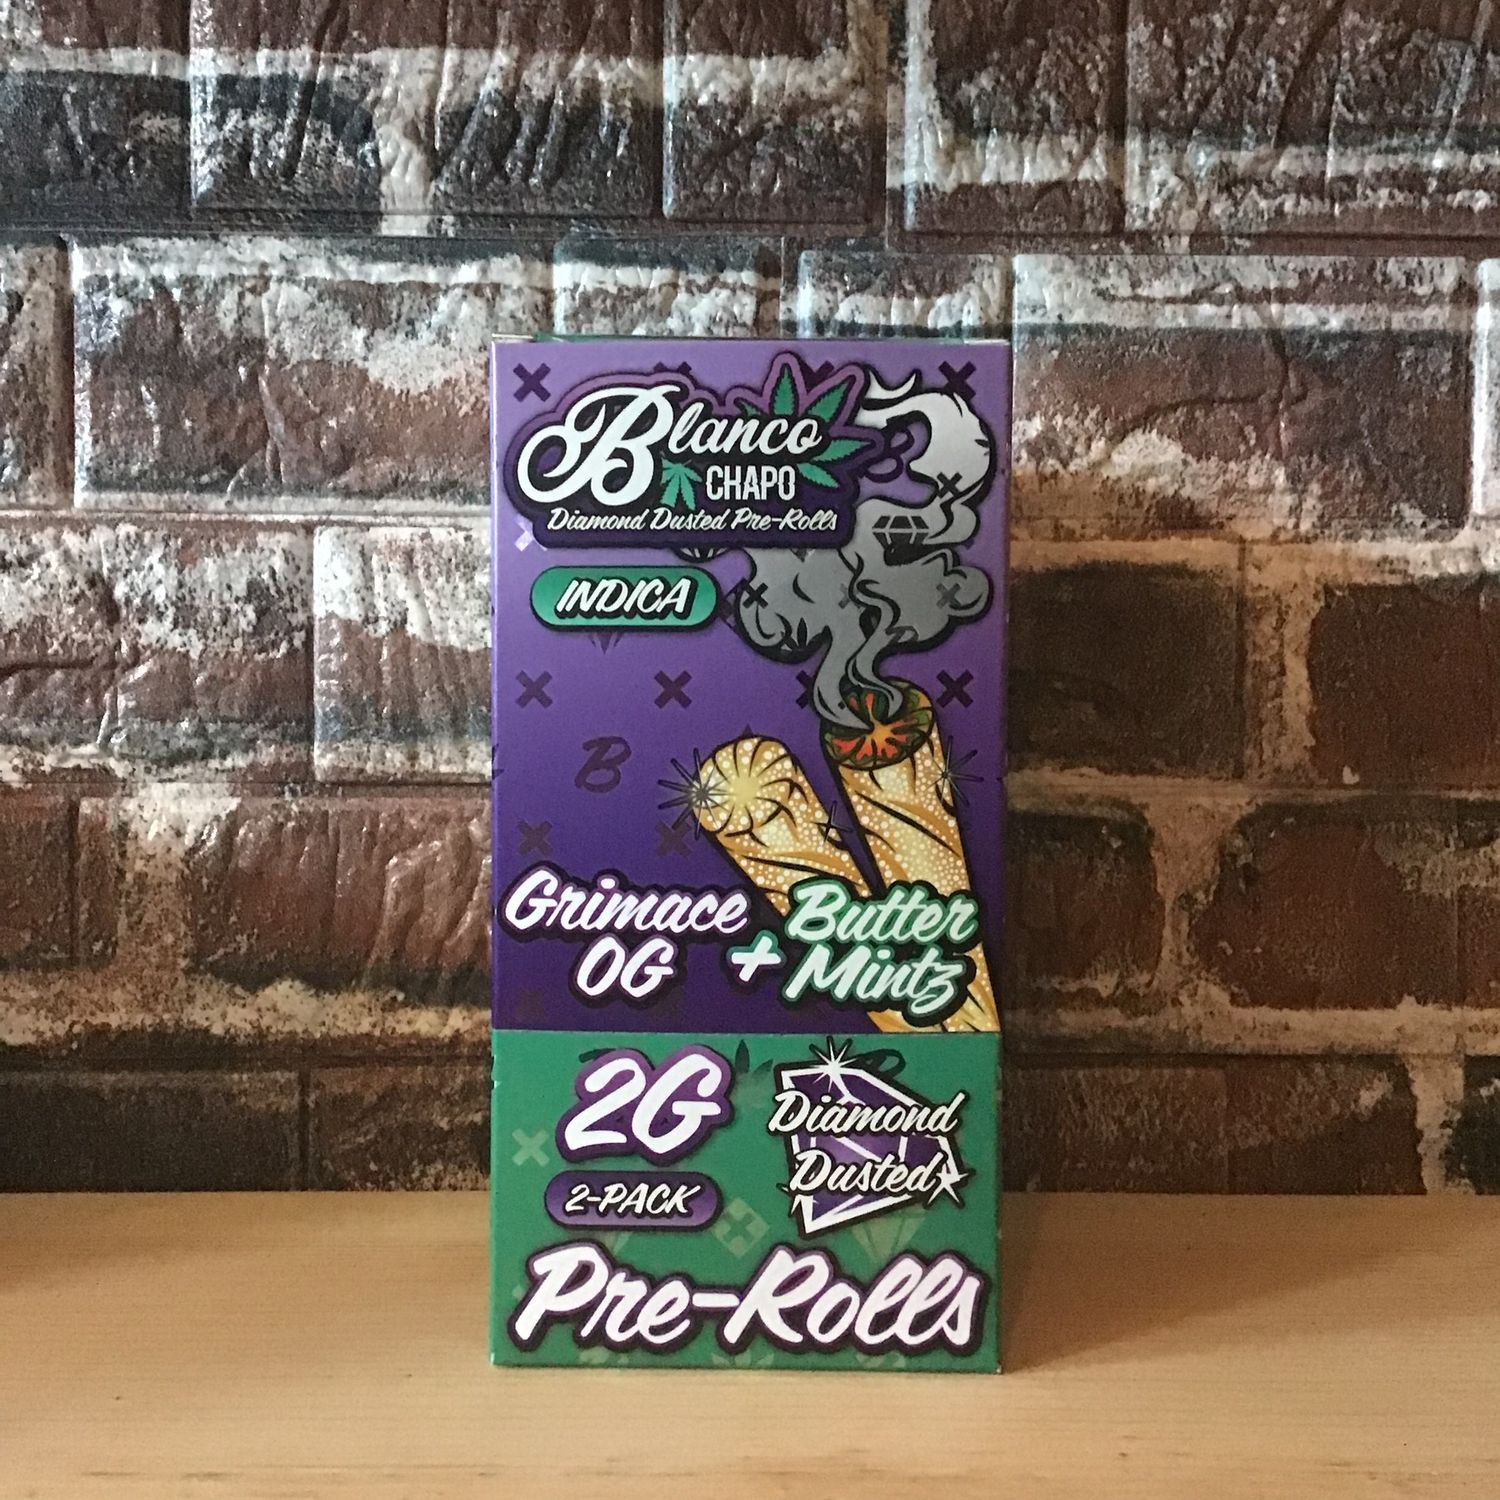 Blanco
CHAPO
Diamond Dusted Pre-Rolls
INDICA
B
Grimace
OG
+
Butter
Mintz
2G
2-PACK
Diamond
Dusted
Pre-Rolls